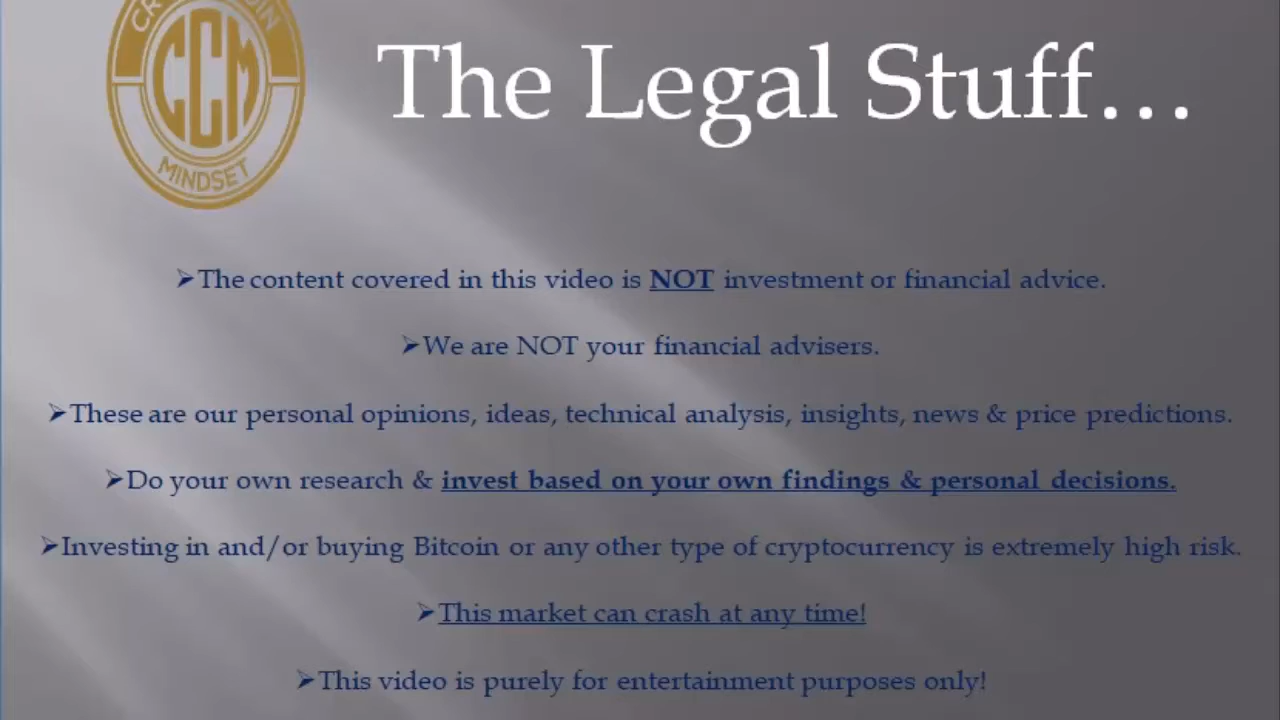 CCM
MINDSET
The Legal Stuff...
➢The content covered in this video is NOT investment or financial advice.
➢We are NOT your financial advisers.
➢These are our personal opinions, ideas, technical analysis, insights, news & price predictions.
➢Do your own research & invest based on your own findings & personal decisions.
➢Investing in and/or buying Bitcoin or any other type of cryptocurrency is extremely high risk.
➢This market can crash at any time!
➢This video is purely for entertainment purposes only!